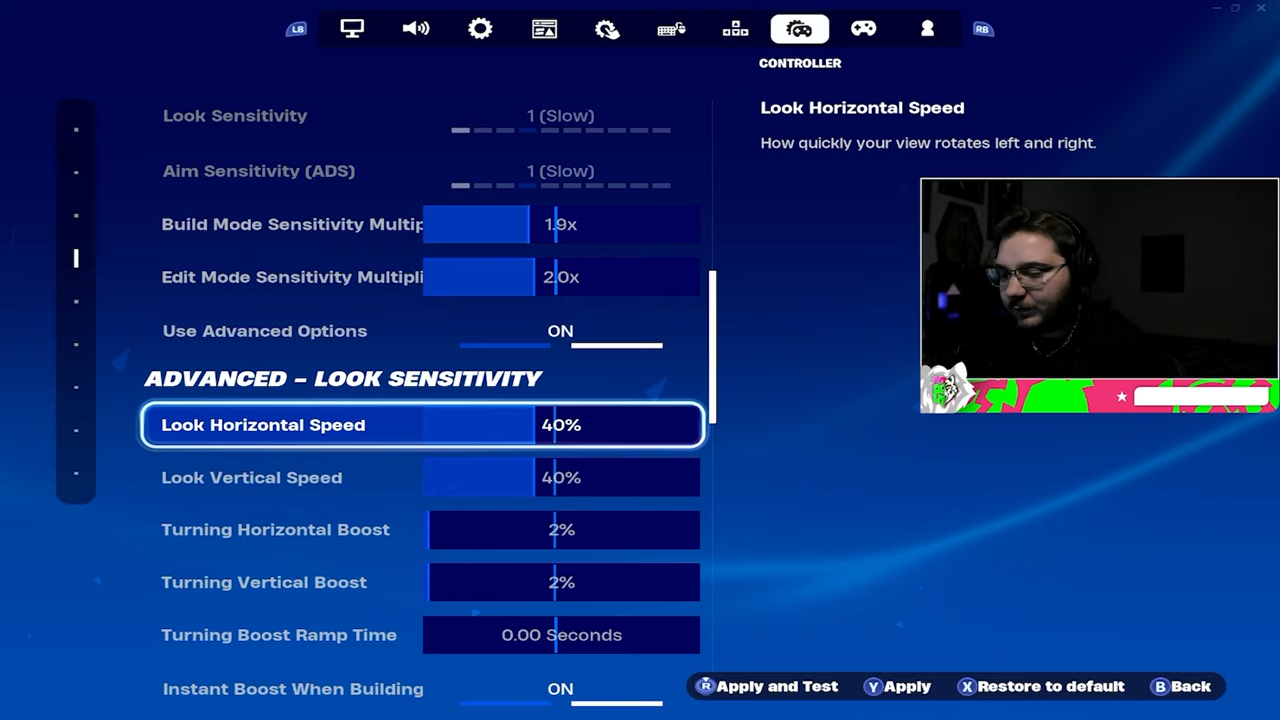 LB
RB
CONTROLLER
Look Sensitivity 1 (Slow)
Aim Sensitivity (ADS) 1 (Slow)
Build Mode Sensitivity Multip 1.9x
Edit Mode Sensitivity Multipli 2.0x
Use Advanced Options ON
ADVANCED – LOOK SENSITIVITY
Look Horizontal Speed 40%
Look Vertical Speed 40%
Turning Horizontal Boost 2%
Turning Vertical Boost 2%
Turning Boost Ramp Time 0.00 Seconds
Instant Boost When Building ON
Look Horizontal Speed
How quickly your view rotates left and right.
R Apply and Test Y Apply X Restore to default B Back